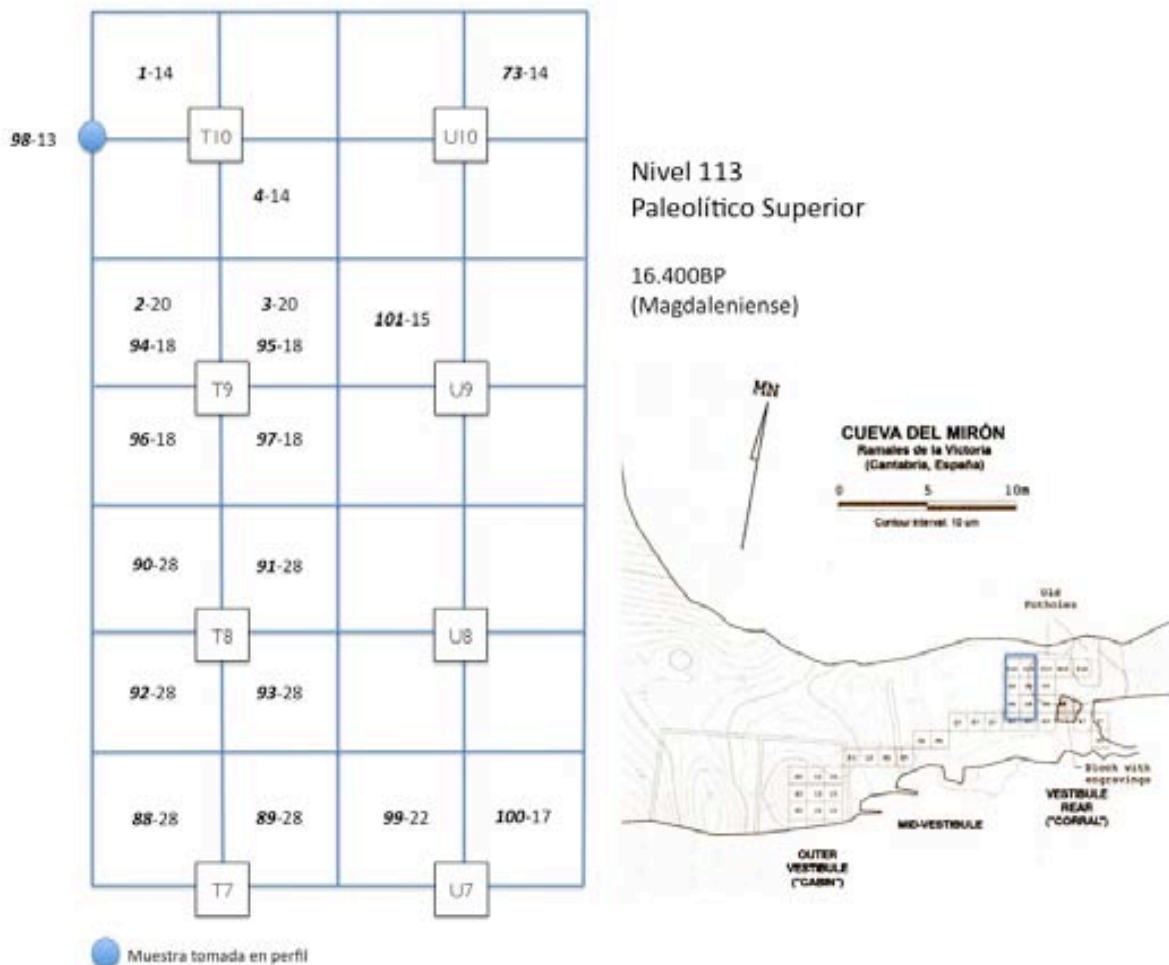 1-14
73-14
98-13
T10
U10
4-14
Nivel 113
Paleolítico Superior
16.400BP
(Magdaleniense)
2-20
3-20
101-15
94-18
95-18
T9
U9
96-18
97-18
90-28
91-28
T8
U8
92-28
93-28
88-28
89-28
99-22
100-17
T7
U7
Muestra tomada en perfil
MN
CUEVA DEL MIRÓN
Ramales de la Victoria
(Cantabria, España)
0 5 10m
Contour interval: 10 cm
Old
Potholes
Block with
engravings
VESTIBULE
REAR
("CORRAL")
MID-VESTIBULE
OUTER
VESTIBULE
("CABIN")